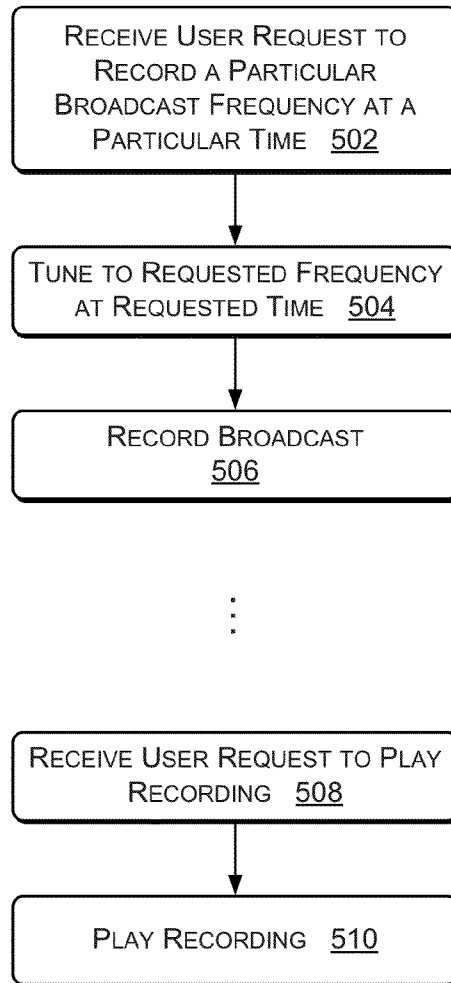 RECEIVE USER REQUEST TO
RECORD A PARTICULAR
BROADCAST FREQUENCY AT A
PARTICULAR TIME 502
TUNE TO REQUESTED FREQUENCY
AT REQUESTED TIME 504
RECORD BROADCAST
506
RECEIVE USER REQUEST TO PLAY
RECORDING 508
PLAY RECORDING 510